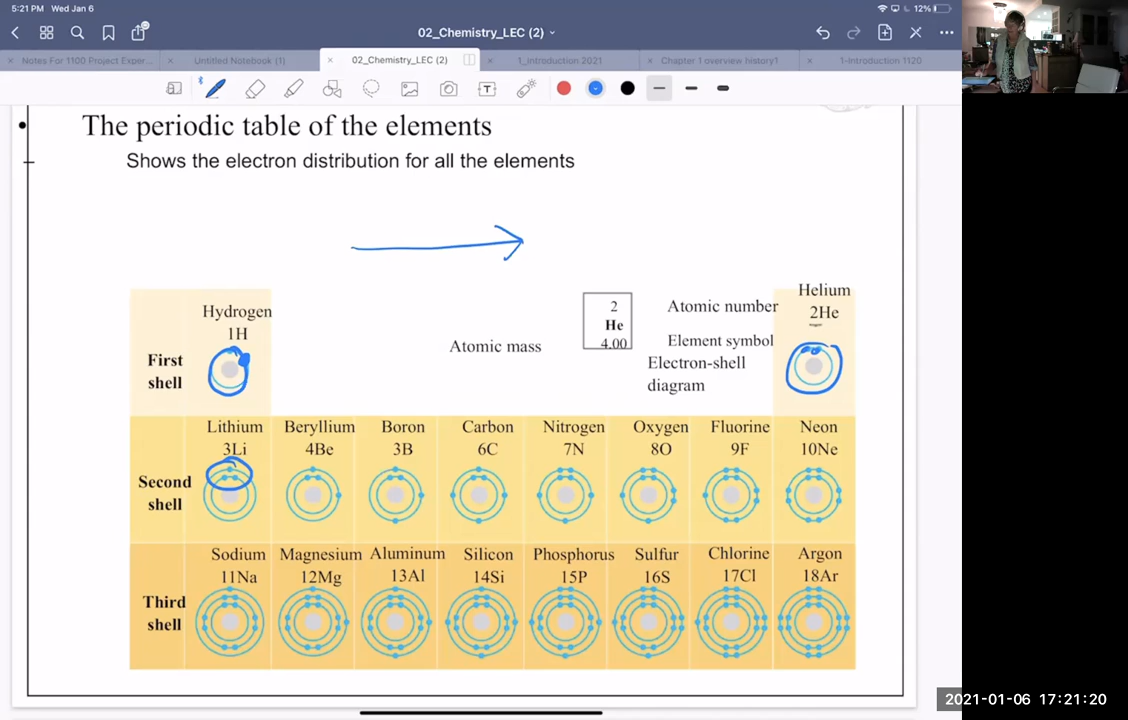 5:21 PM Wed Jan 6
12%
02_Chemistry_LEC (2)
Notes For 1100 Project Exper...
Untitled Notebook (1)
02_Chemistry_LEC (2)
1_Introduction 2021
Chapter 1 overview history1
1-Introduction 1120
The periodic table of the elements
Shows the electron distribution for all the elements
Hydrogen
1H
First
shell
Atomic mass
2
He
4.00
Atomic number
Element symbol
Electron-shell
diagram
Helium
2He
Lithium Beryllium Boron Carbon Nitrogen Oxygen Fluorine Neon
3Li 4Be 3B 6C 7N 8O 9F 10Ne
Second
shell
Sodium Magnesium Aluminum Silicon Phosphorus Sulfur Chlorine Argon
11Na 12Mg 13Al 14Si 15P 16S 17Cl 18Ar
Third
shell
2021-01-06 17:21:20